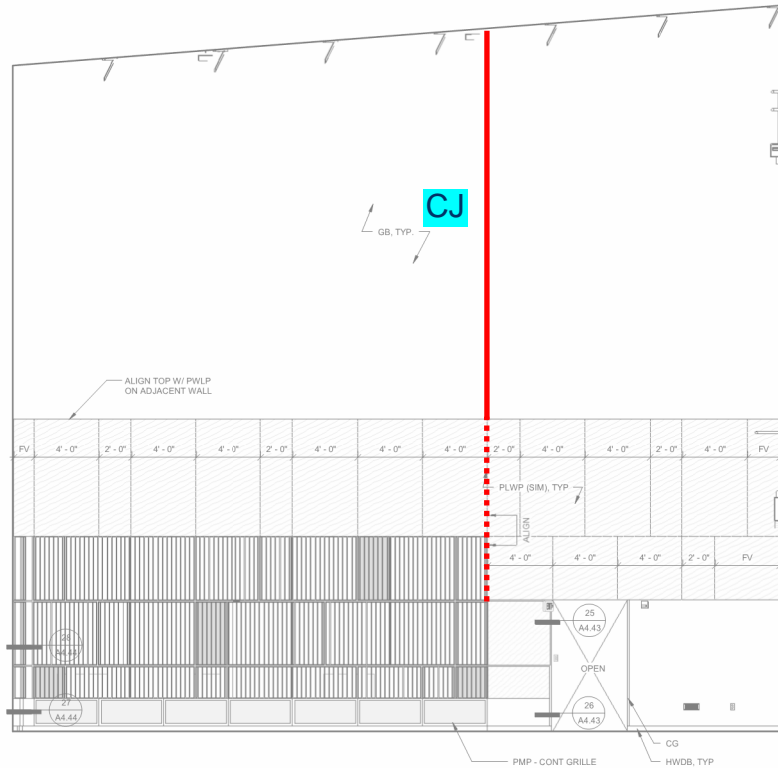 CJ
GB, TYP.
ALIGN TOP W/ PWLP
ON ADJACENT WALL
FV 4' - 0" 2' - 0" 4' - 0" 4' - 0" 2' - 0" 4' - 0" 4' - 0" 4' - 0" 2' - 0" 4' - 0" 4' - 0" 2' - 0" 4' - 0" FV
PLWP (SIM), TYP
ALIGN
4' - 0" 4' - 0" 4' - 0" 2' - 0" FV
25
A4.43
28
A4.44
OPEN
27
A4.44
26
A4.43
CG
PMP - CONT GRILLE
HWDB, TYP